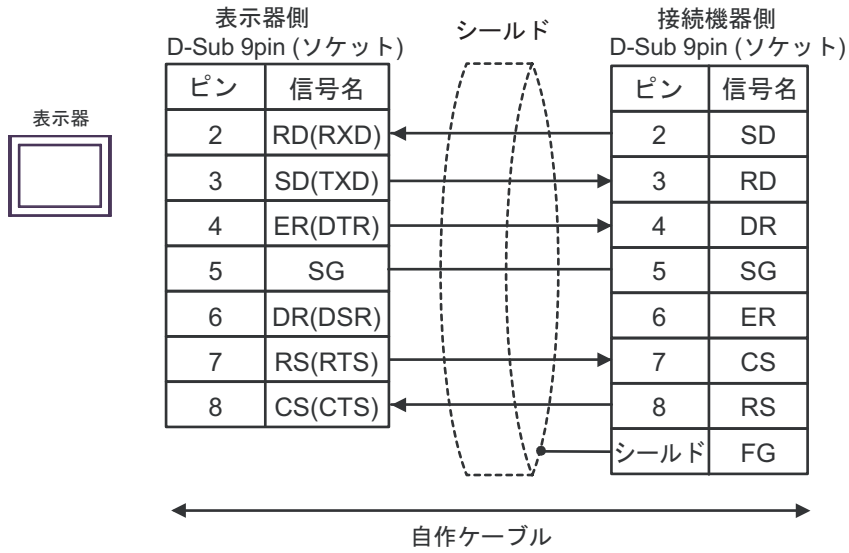 表示器側
D-Sub 9pin (ソケット)
シールド
接続機器側
D-Sub 9pin (ソケット)
表示器
ピン 信号名 ピン 信号名
2 RD(RXD) 2 SD
3 SD(TXD) 3 RD
4 ER(DTR) 4 DR
5 SG 5 SG
6 DR(DSR) 6 ER
7 RS(RTS) 7 CS
8 CS(CTS) 8 RS
シールド FG
自作ケーブル